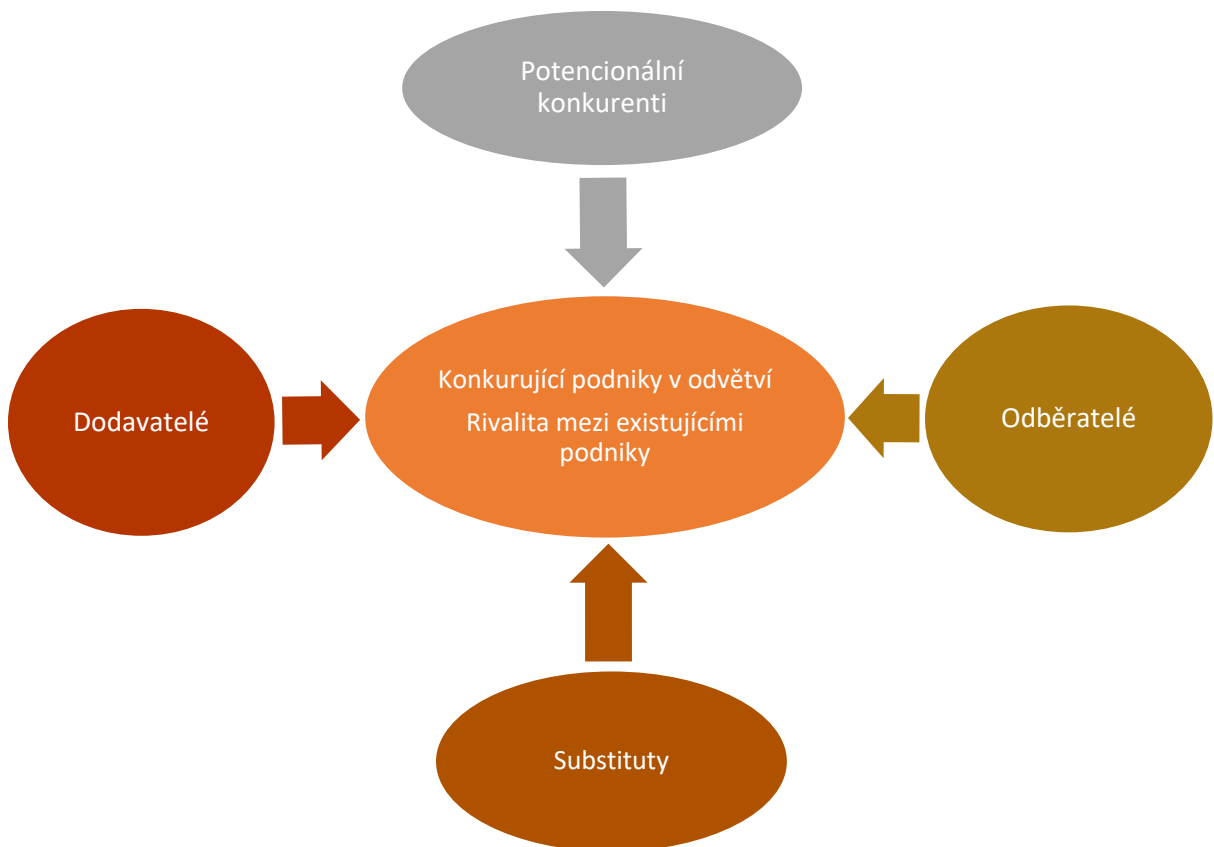 Potencionální
konkurenti
Konkurující podniky v odvětví
Rivalita mezi existujícími
podniky
Dodavatelé
Odběratelé
Substituty